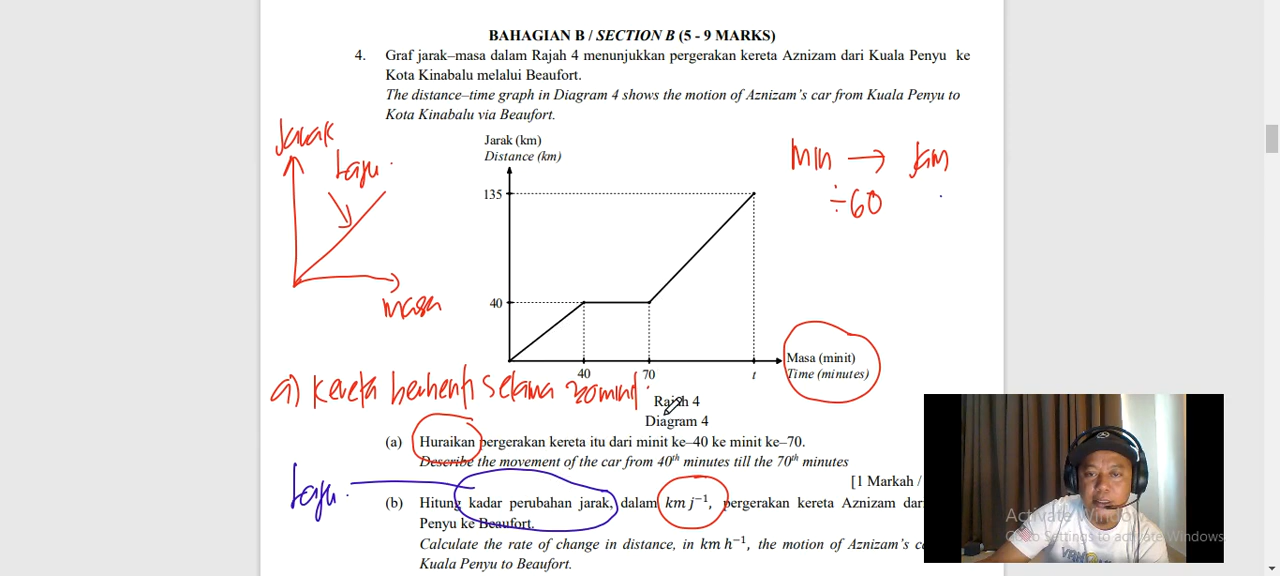 BAHAGIAN B / SECTION B (5 - 9 MARKS)
4. Graf jarak–masa dalam Rajah 4 menunjukkan pergerakan kereta Aznizam dari Kuala Penyu ke
Kota Kinabalu melalui Beaufort.
The distance–time graph in Diagram 4 shows the motion of Aznizam's car from Kuala Penyu to
Kota Kinabalu via Beaufort.
Jarak
Laju
masa
Jarak (km)
Distance (km)
min → jam
÷60
135
40
40 70 t
Masa (minit)
Time (minutes)
a) Kereta berhenti selama 30 minit.
Rajah 4
Diagram 4
(a) Huraikan pergerakan kereta itu dari minit ke–40 ke minit ke–70.
Describe the movement of the car from 40th minutes till the 70th minutes
[1 Markah /
Laju
(b) Hitung kadar perubahan jarak, dalam km j⁻¹, pergerakan kereta Aznizam dar
Penyu ke Beaufort.
Calculate the rate of change in distance, in km h⁻¹, the motion of Aznizam's c
Kuala Penyu to Beaufort.
Activate Windows
Go to Settings to activate Windows